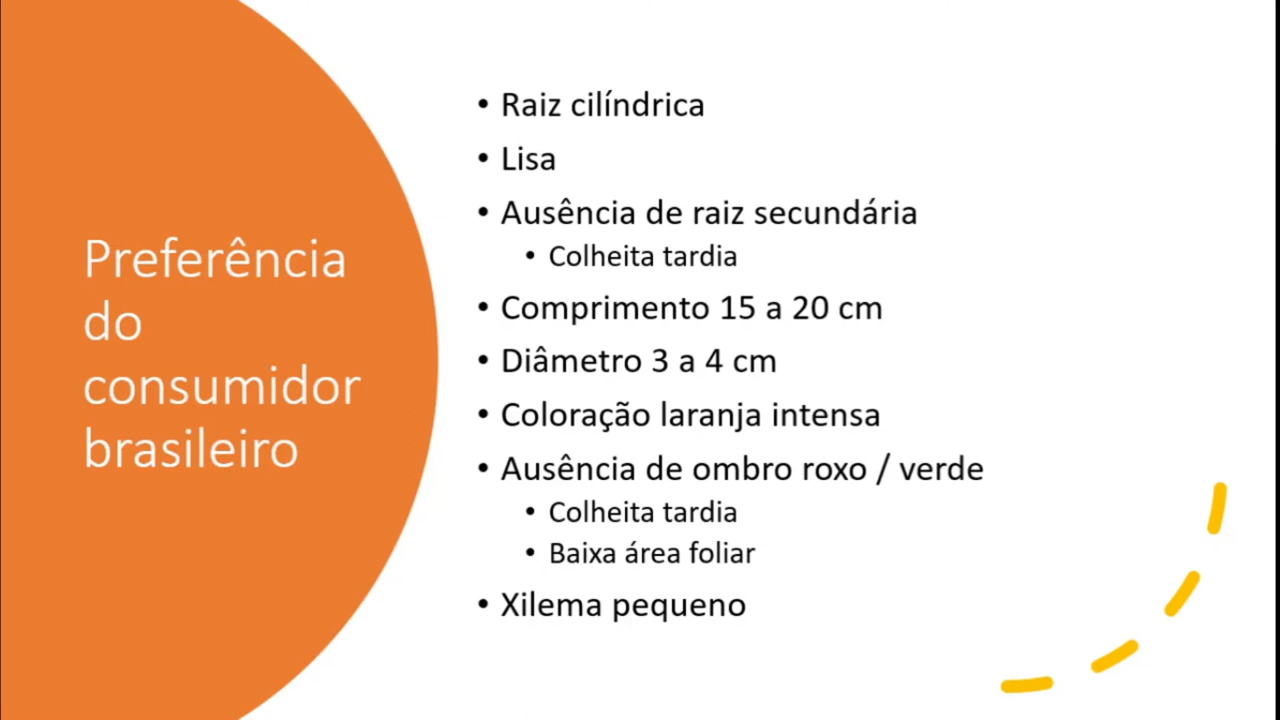 Preferência
do
consumidor
brasileiro
• Raiz cilíndrica
• Lisa
• Ausência de raiz secundária
• Colheita tardia
• Comprimento 15 a 20 cm
• Diâmetro 3 a 4 cm
• Coloração laranja intensa
• Ausência de ombro roxo / verde
• Colheita tardia
• Baixa área foliar
• Xilema pequeno